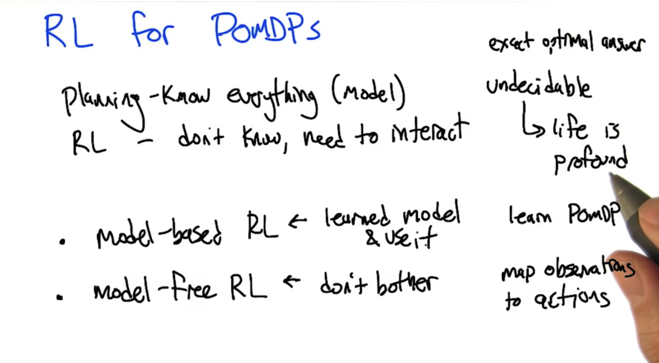 RL for POMDPs
exect optimal answer
undecidable
↳ life is
profound
Planning - Know everything (model)
RL - don't know, need to interact
• model-based RL ← learned model
& use it
learn POMDP
• model-free RL ← don't bother
map observations
to actions